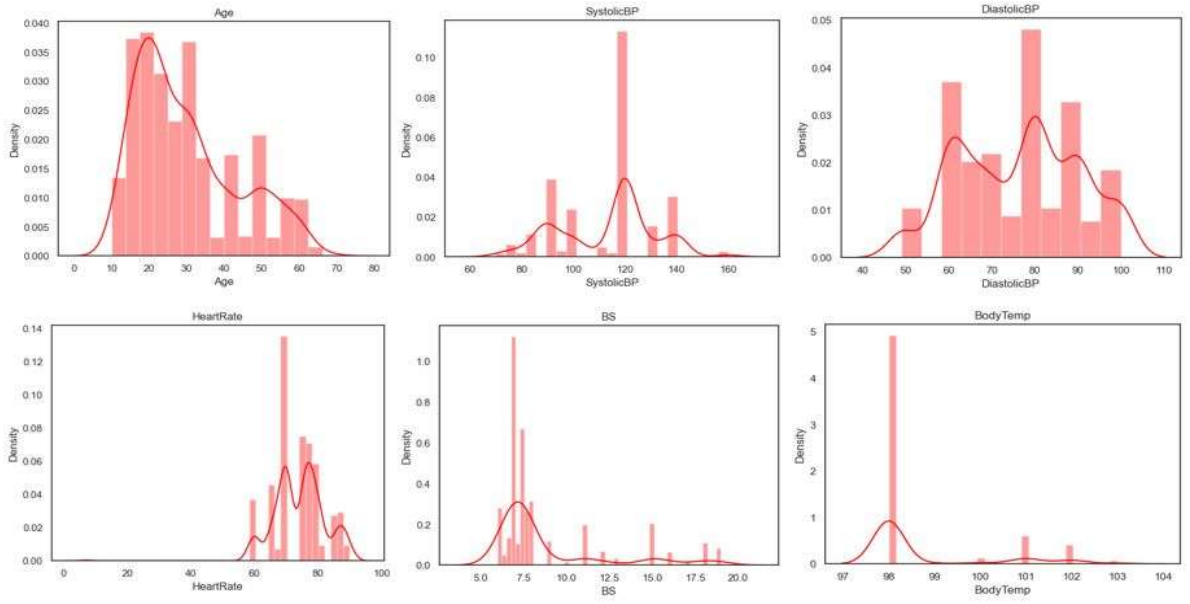 Age
SystolicBP
DiastolicBP
0.040
0.035
0.030
0.025
0.020
0.015
0.010
0.005
0.000
Density
0 10 20 30 40 50 60 70 80
Age
0.10
0.08
0.06
0.04
0.02
0.00
Density
60 80 100 120 140 160
SystolicBP
0.05
0.04
0.03
0.02
0.01
0.00
Density
40 50 60 70 80 90 100 110
DiastolicBP
HeartRate
BS
BodyTemp
0.14
0.12
0.10
0.08
0.06
0.04
0.02
0.00
Density
0 20 40 60 80 100
HeartRate
1.0
0.8
0.6
0.4
0.2
0.0
Density
5.0 7.5 10.0 12.5 15.0 17.5 20.0
BS
5
4
3
2
1
0
Density
97 98 99 100 101 102 103 104
BodyTemp